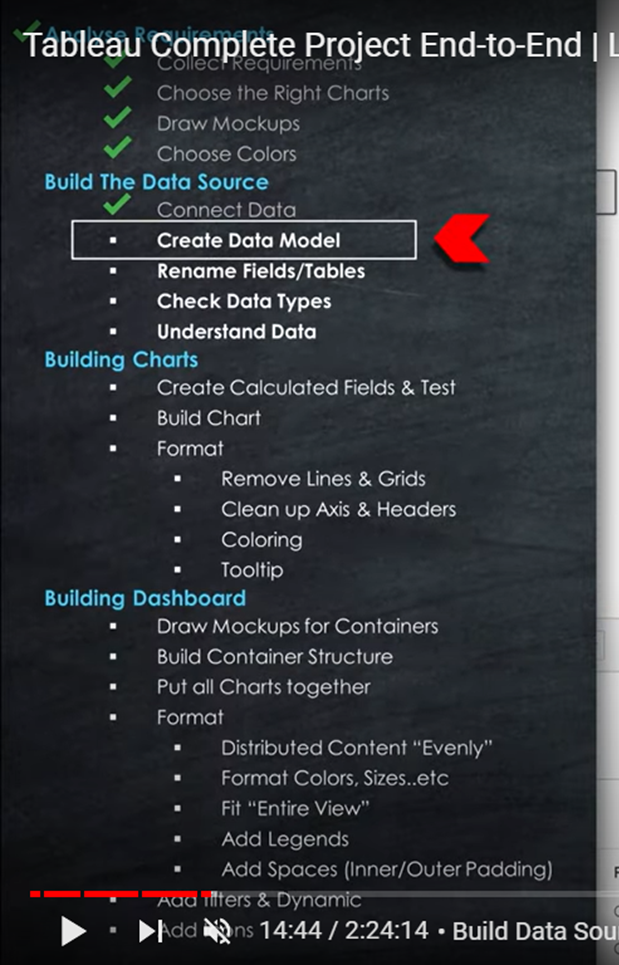 Analyse Requirements
Tableau Complete Project End-to-End | L
Collect Requirements
Choose the Right Charts
Draw Mockups
Choose Colors
Build The Data Source
Connect Data
Create Data Model
Rename Fields/Tables
Check Data Types
Understand Data
Building Charts
Create Calculated Fields & Test
Build Chart
Format
Remove Lines & Grids
Clean up Axis & Headers
Coloring
Tooltip
Building Dashboard
Draw Mockups for Containers
Build Container Structure
Put all Charts together
Format
Distributed Content “Evenly”
Format Colors, Sizes..etc
Fit “Entire View”
Add Legends
Add Spaces (Inner/Outer Padding)
Add filters & Dynamic
Add
14:44 / 2:24:14 • Build Data Sou